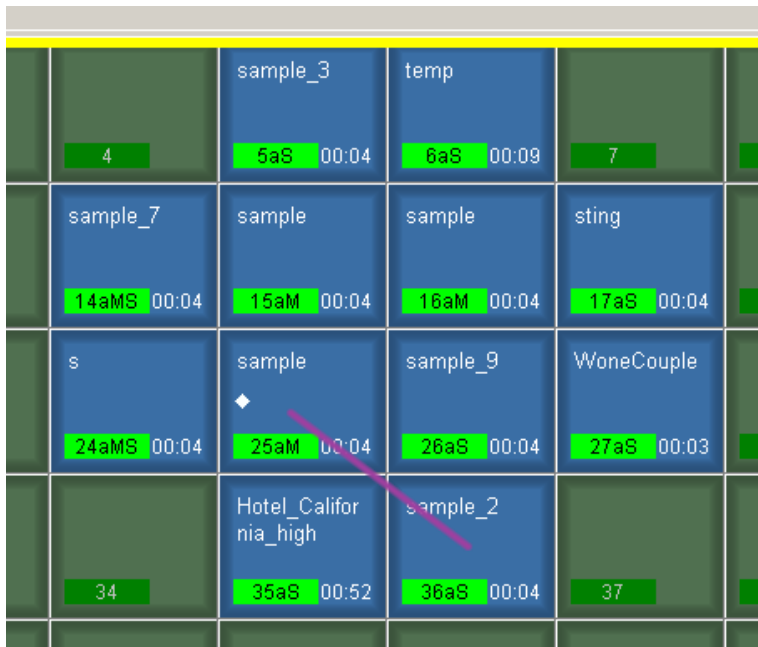 sample_3
temp
4
5aS 00:04
6aS 00:09
7
sample_7
sample
sample
sting
14aMS 00:04
15aM 00:04
16aM 00:04
17aS 00:04
s
sample
sample_9
WoneCouple
24aMS 00:04
25aM 00:04
26aS 00:04
27aS 00:03
Hotel_Califor
nia_high
sample_2
34
35aS 00:52
36aS 00:04
37